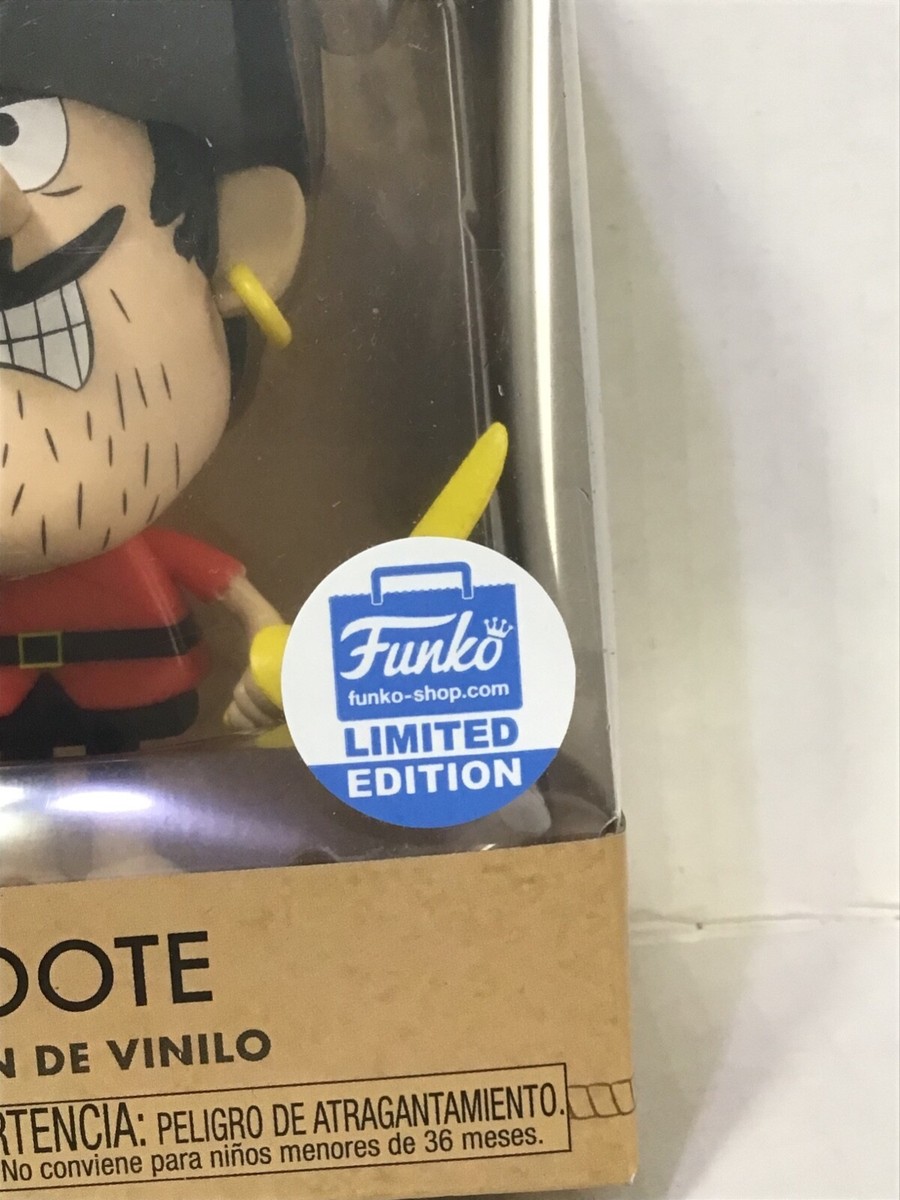 Funko
funko-shop.com
LIMITED
EDITION
OOTE
N DE VINILO
RTENCIA: PELIGRO DE ATRAGANTAMIENTO.
No conviene para niños menores de 36 meses.